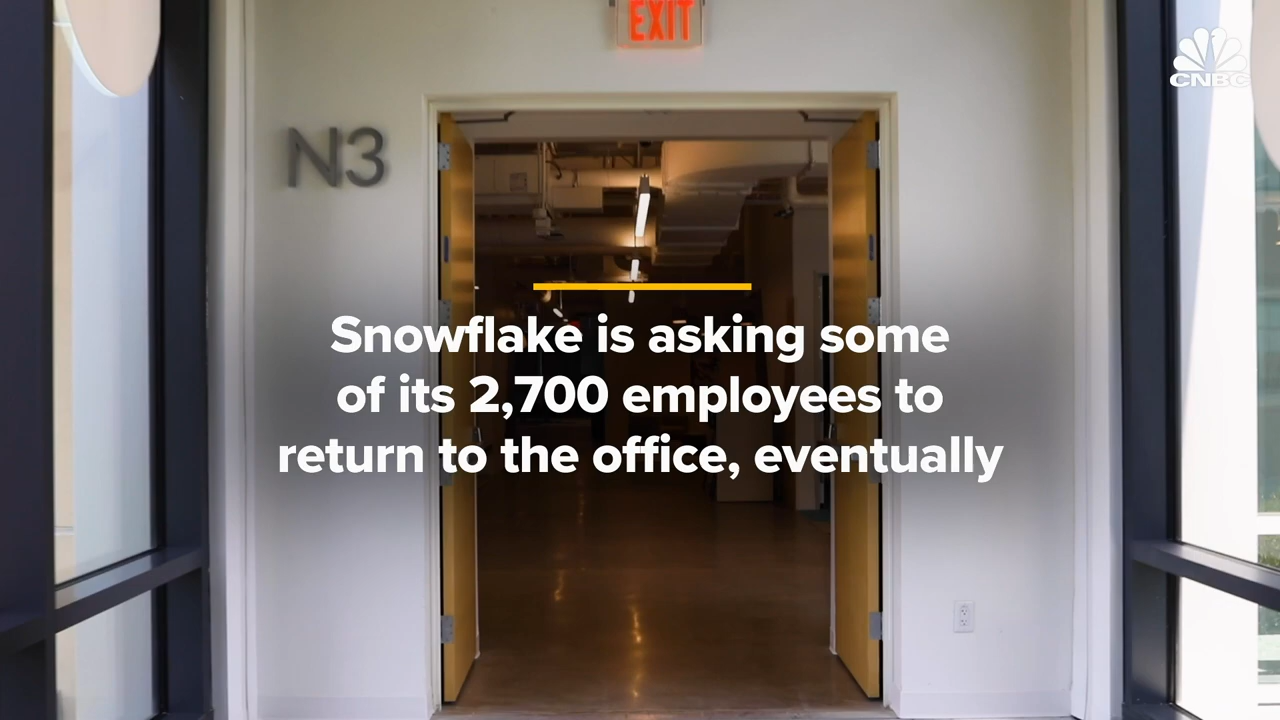 EXIT
CNBC
N3
Snowflake is asking some
of its 2,700 employees to
return to the office, eventually